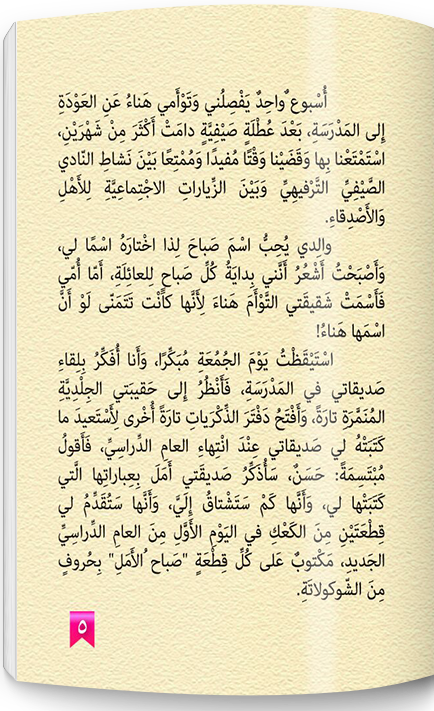 أُسْبوع ٌواحِدٌ يَفْصِلُني وَتَوْأَمي هَناءُ عَنِ العَوْدَةِ
إِلى المَدْرَسَةِ، بَعْدَ عُطْلَةٍ صَيْفِيَّةٍ دامَتْ أَكْثَرَ مِنْ شَهْرَيْنِ،
اسْتَمْتَعْنا بِها وَقَضَيْنا وَقْتًا مُفيدًا وَمُمْتِعًا بَيْنَ نَشاطِ النّادي
الصَّيْفِيِّ التَّرْفيهِيِّ وَبَيْنَ الزِّياراتِ الاجْتِماعِيَّةِ لِلأَهْلِ
وَالأَصْدِقاءِ.
والِدي يُحِبُّ اسْمَ صَباحَ لِذا اخْتارَهُ اسْمًا لي،
وَأَصْبَحْتُ أَشْعُرُ أَنَّني بِدايَةُ كُلِّ صَباحٍ لِلعائِلَةِ، أَمّا أُمّي
فَأَسْمَتْ شَقيقَتي التَّوْأَمَ هَناءَ لِأَنَّها كاَنْت تَتَمَنّى لَوْ أَنَّ
اسْمَها هَناءُ!
اسْتَيْقَظْتُ يَوْمَ الجُمُعَةِ مُبَكِّرًا، وَأَنا أُفَكِّرُ بِلِقاءِ
صَديقاتي في المَدْرَسَةِ، فَأَنْظُرُ إِلى حَقيبَتي الجِلْدِيَّةِ
المُنَمَّرَةِ تارَةً، وَأَفْتَحُ دَفْتَرَ الذِّكْرَياتِ تارَةً أُخْرى لِأَسْتَعيدَ ما
كَتَبَتْهُ لي صَديقاتي عِنْدَ انْتِهاءِ العامِ الدِّراسِيِّ، فَأَقولُ
مُبْتَسِمَةً: حَسَنٌ، سَأُذَكِّرُ صَديقَتي أَمَلَ بِعِباراتِها الَّتي
كَتَبَتْها لي، وَأَنَّها كَمْ سَتَشْتاقُ إِلَيَّ، وَأَنَّها سَتُقَدِّمُ لي
قِطْعَتَيْنِ مِنَ الكَعْكِ في اليَوْمِ الأَوَّلِ مِنَ العامِ الدِّراسِيِّ
الجَديدِ، مَكْتوبٌ عَلى كُلِّ قِطْعَةٍ "صَباح ُالأَمَلِ" بِحُروفٍ
مِنَ الشّوكولاتَةِ.
٥